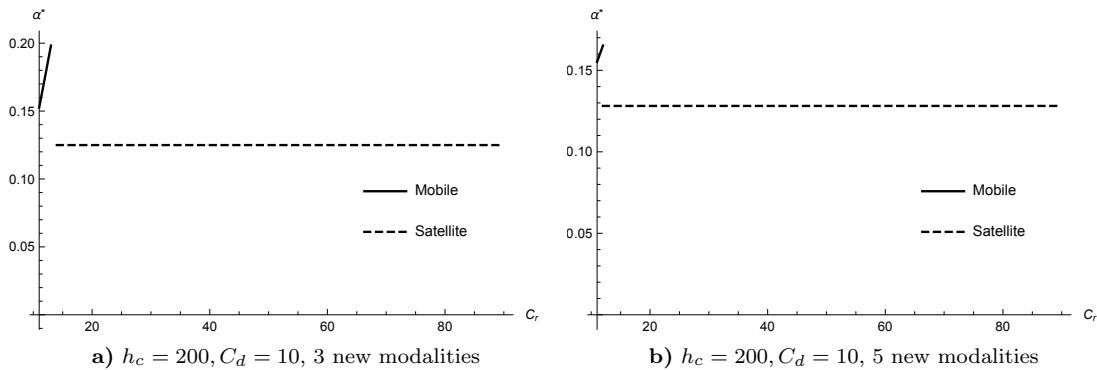 α*
0.20
0.15
0.10
0.05
20 40 60 80 C_r
Mobile
Satellite
a) h_c = 200, C_d = 10, 3 new modalities
α*
0.15
0.10
0.05
20 40 60 80 C_r
Mobile
Satellite
b) h_c = 200, C_d = 10, 5 new modalities